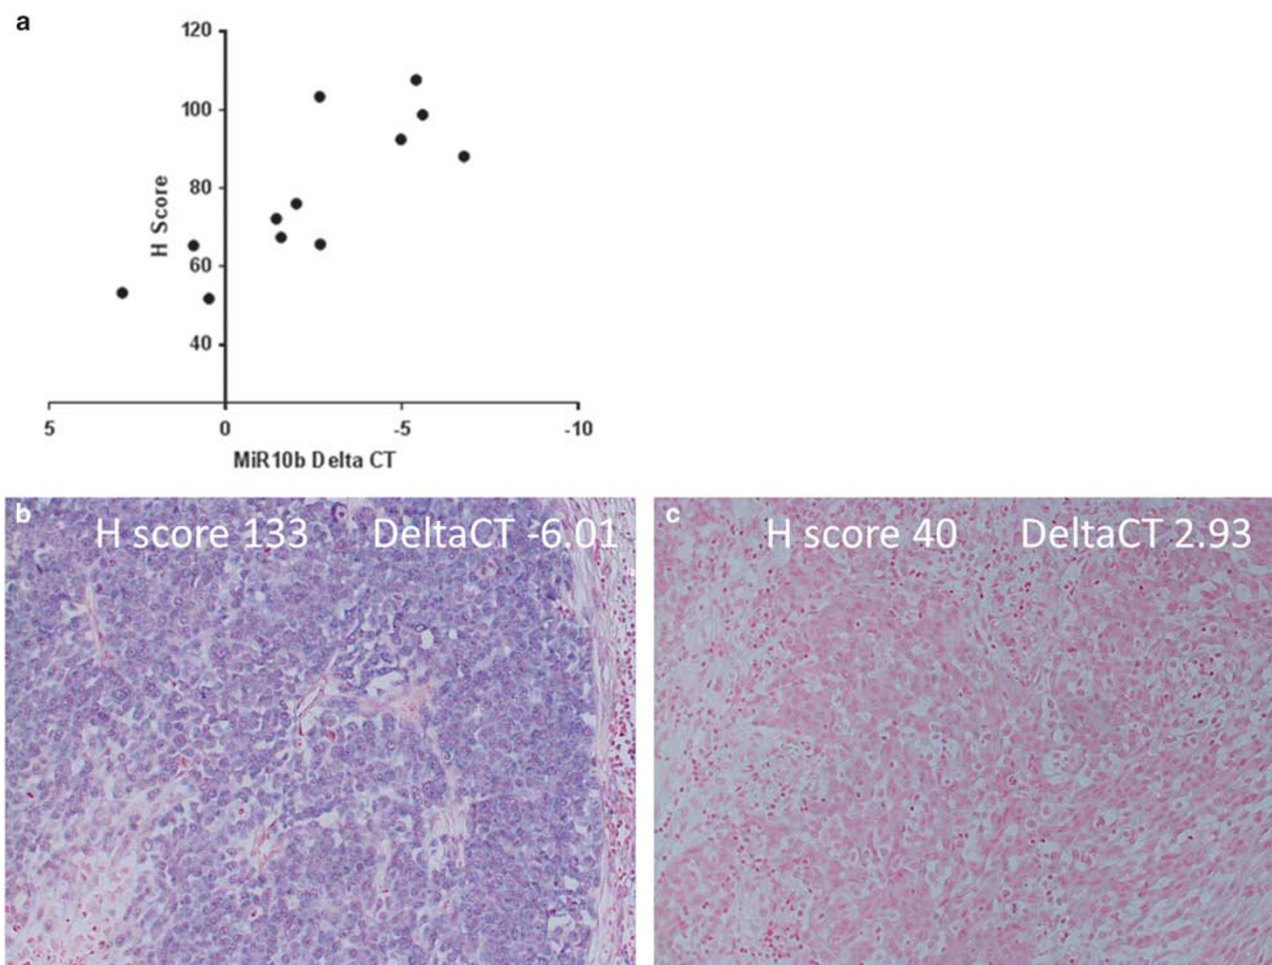 a
120
100
80
60
40
H Score
5 0 -5 -10
MiR10b Delta CT
b H score 133 DeltaCT -6.01
c H score 40 DeltaCT 2.93